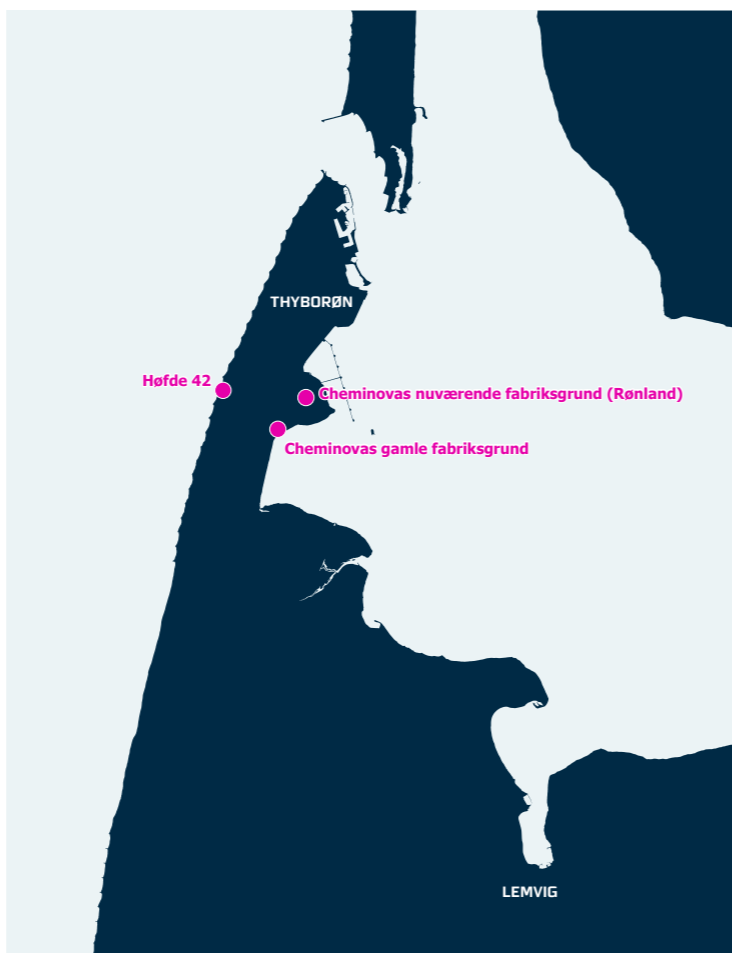 THYBORØN
Høfde 42
Cheminovas nuværende fabriksgrund (Rønland)
Cheminovas gamle fabriksgrund
LEMVIG